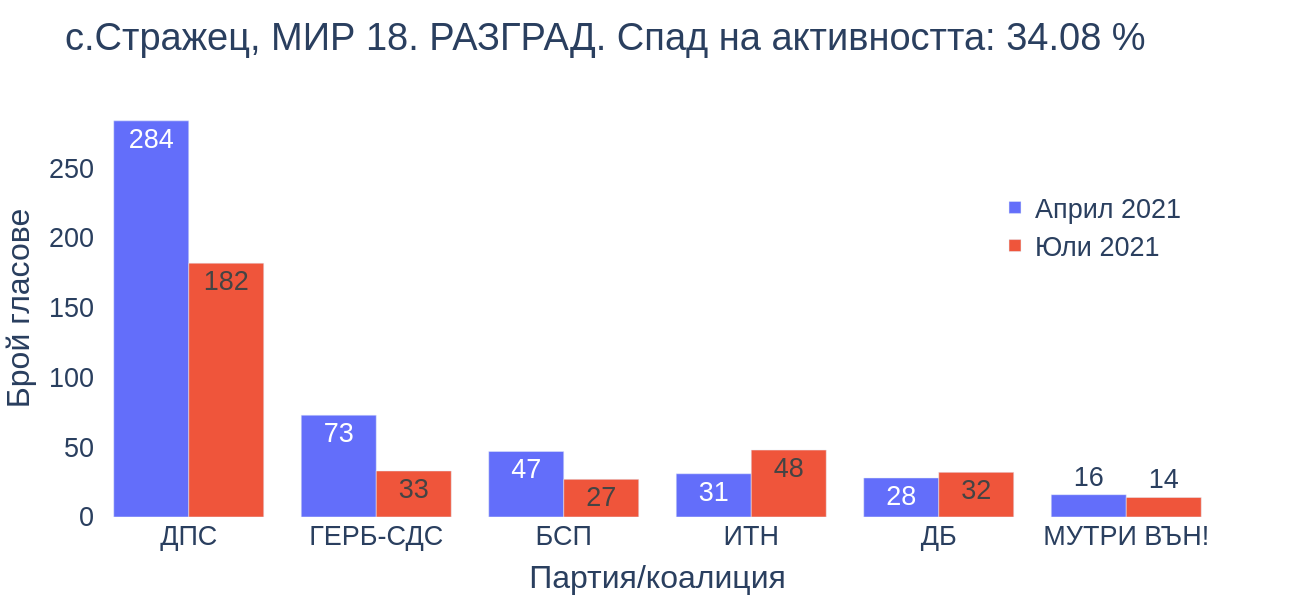 с.Стражец, МИР 18. РАЗГРАД. Спад на активността: 34.08 %
Брой гласове
250
200
150
100
50
0
284
182
73
33
47
27
31
48
28
32
16
14
Април 2021
Юли 2021
ДПС
ГЕРБ-СДС
БСП
ИТН
ДБ
МУТРИ ВЪН!
Партия/коалиция